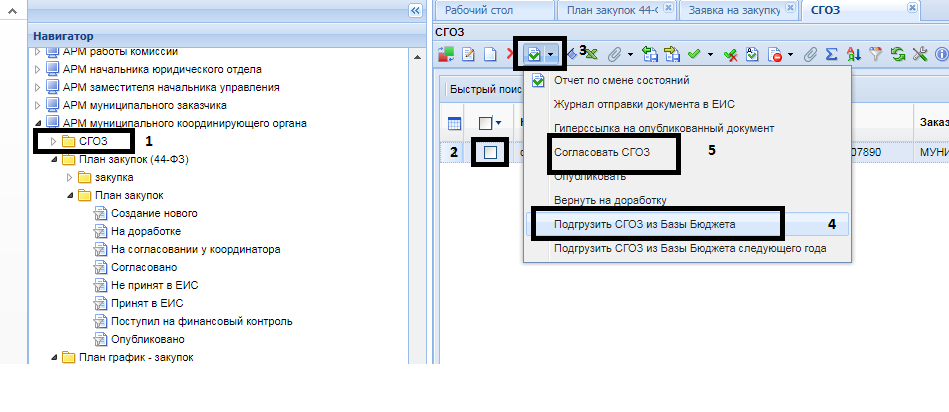 Навигатор
АРМ работы комиссии
АРМ начальника юридического отдела
АРМ заместителя начальника управления
АРМ муниципального заказчика
АРМ муниципального координирующего органа
СГОЗ 1
План закупок (44-ФЗ)
закупка
План закупок
Создание нового
На доработке
На согласовании у координатора
Согласовано
Не принят в ЕИС
Принят в ЕИС
Поступил на финансовый контроль
Опубликовано
План график - закупок
Рабочий стол
План закупок 44-Ф
Заявка на закупку
СГОЗ
СГОЗ
3
Быстрый поис
Отчет по смене состояний
Журнал отправки документа в ЕИС
Гиперссылка на опубликованный документ
Согласовать СГОЗ 5
Опубликовать
Вернуть на доработку
Подгрузить СГОЗ из Базы Бюджета 4
Подгрузить СГОЗ из Базы Бюджета следующего года
Заказ
2
07890
МУНИ